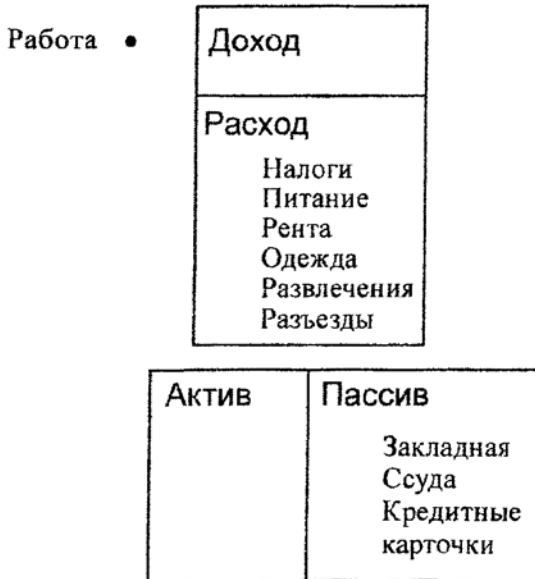 Работа • Доход
Расход
Налоги
Питание
Рента
Одежда
Развлечения
Разъезды
Актив Пассив
Закладная
Ссуда
Кредитные
карточки